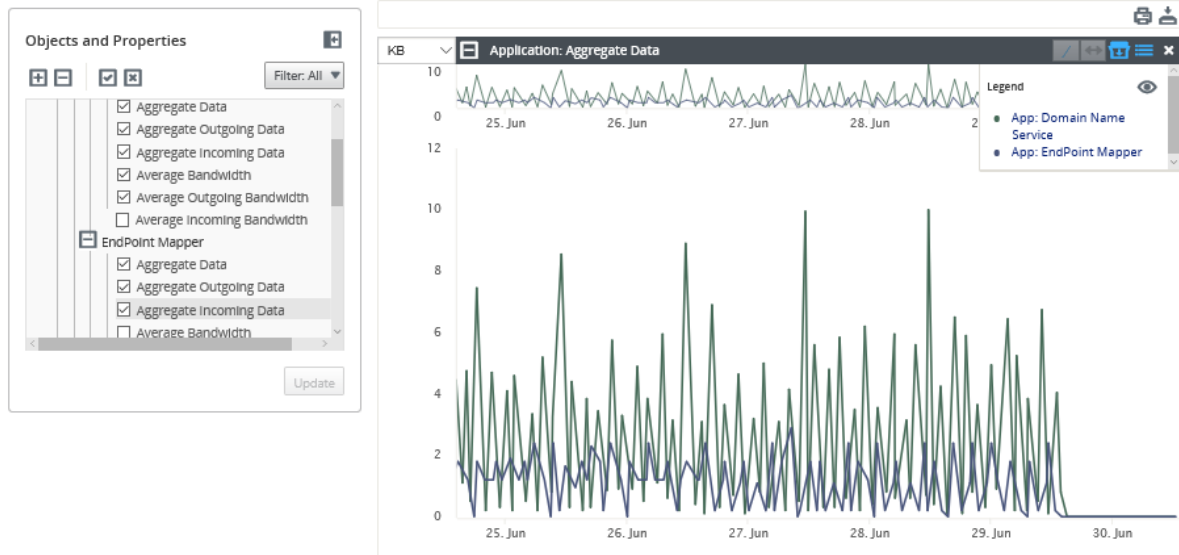 Objects and Properties
Filter: All
Aggregate Data
Aggregate Outgoing Data
Aggregate Incoming Data
Average Bandwidth
Average Outgoing Bandwidth
Average Incoming Bandwidth
EndPoint Mapper
Aggregate Data
Aggregate Outgoing Data
Aggregate Incoming Data
Average Bandwidth
Update
KB
Application: Aggregate Data
10
0
25. Jun
26. Jun
27. Jun
28. Jun
2
Legend
App: Domain Name
Service
App: EndPoint Mapper
12
10
8
6
4
2
0
25. Jun
26. Jun
27. Jun
28. Jun
29. Jun
30. Jun